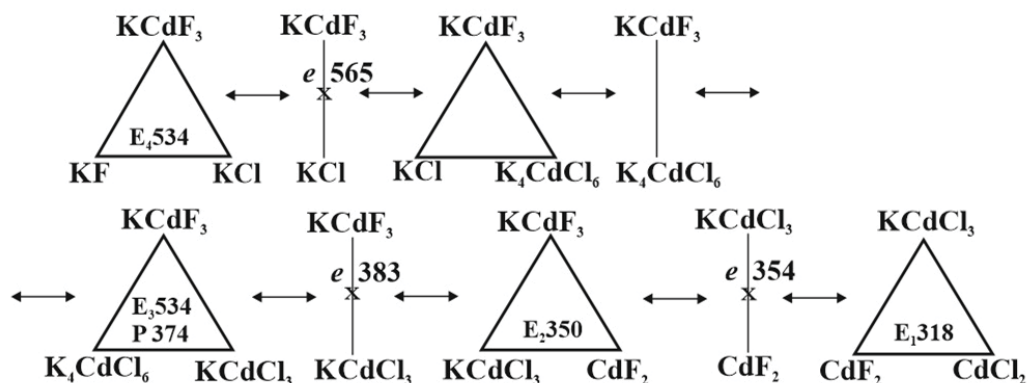 KCdF₃ KCdF₃ KCdF₃ KCdF₃
e 565
x
E₄534
KF KCl KCl KCl K₄CdCl₆ K₄CdCl₆
KCdF₃ KCdF₃ KCdF₃ KCdCl₃ KCdCl₃
e 383 e 354
x x
E₃534 E₂350 E₁318
P 374
K₄CdCl₆ KCdCl₃ KCdCl₃ KCdCl₃ CdF₂ CdF₂ CdF₂ CdCl₂